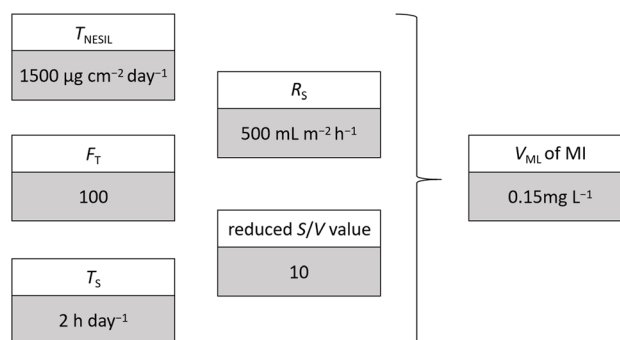 T_NESIL
1500 µg cm⁻² day⁻¹
F_T
100
T_S
2 h day⁻¹
R_S
500 mL m⁻² h⁻¹
reduced S/V value
10
V_ML of MI
0.15mg L⁻¹